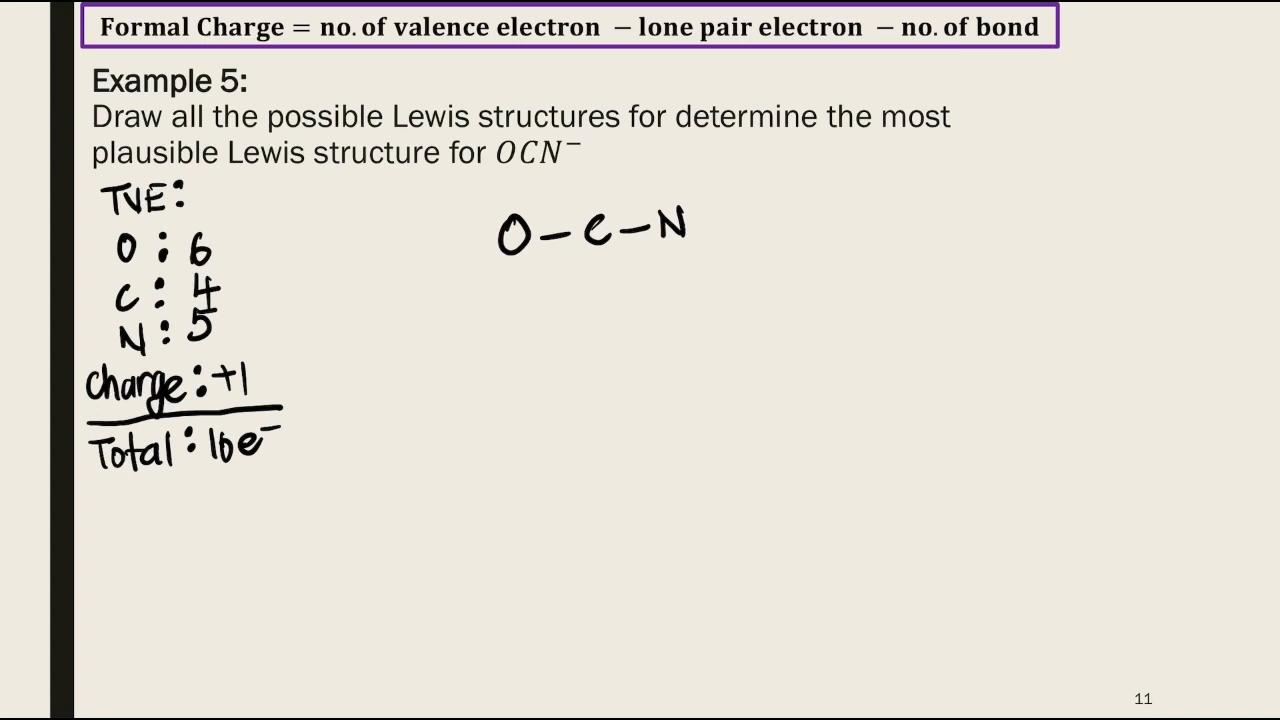 Formal Charge = no. of valence electron − lone pair electron − no. of bond
Example 5:
Draw all the possible Lewis structures for determine the most
plausible Lewis structure for OCN⁻
TVE:
O : 6
C : 4
N : 5
Charge : +1
Total : 16e⁻
O – C – N
11